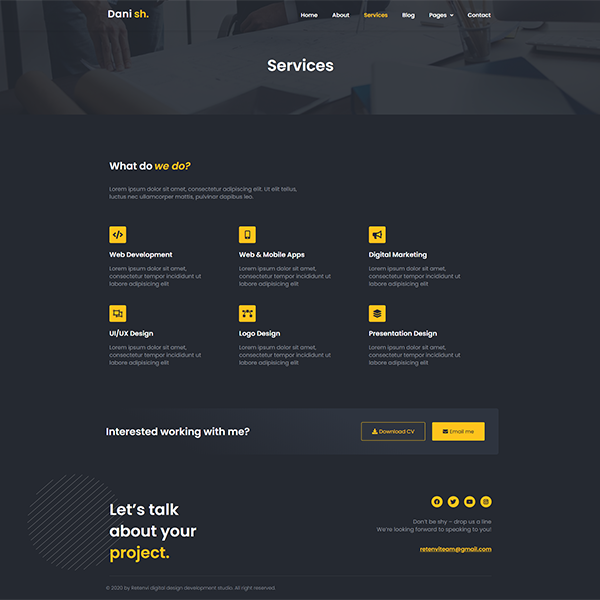 Dani sh.
Home About Services Blog Pages Contact
Services
What do we do?
Lorem ipsum dolor sit amet, consectetur adipiscing elit. Ut et tellus,
luctus nec ullamcorper mattis, pulvinar dapibus leo.
Web Development
Lorem ipsum dolor sit amet,
consectetur tempor incididunt ut
labore adipisicing elit
Web & Mobile Apps
Lorem ipsum dolor sit amet,
consectetur tempor incididunt ut
labore adipisicing elit
Digital Marketing
Lorem ipsum dolor sit amet,
consectetur tempor incididunt ut
labore adipisicing elit
UI/UX Design
Lorem ipsum dolor sit amet,
consectetur tempor incididunt ut
labore adipisicing elit
Logo Design
Lorem ipsum dolor sit amet,
consectetur tempor incididunt ut
labore adipisicing elit
Presentation Design
Lorem ipsum dolor sit amet,
consectetur tempor incididunt ut
labore adipisicing elit
Interested working with me?
Download CV
Email me
Let's talk
about your
project.
Don't be shy – drop us a line
We're looking forward to speaking to you!
retenviteam@gmail.com
© 2020 by Retenvi digital design development studio. All right reserved.